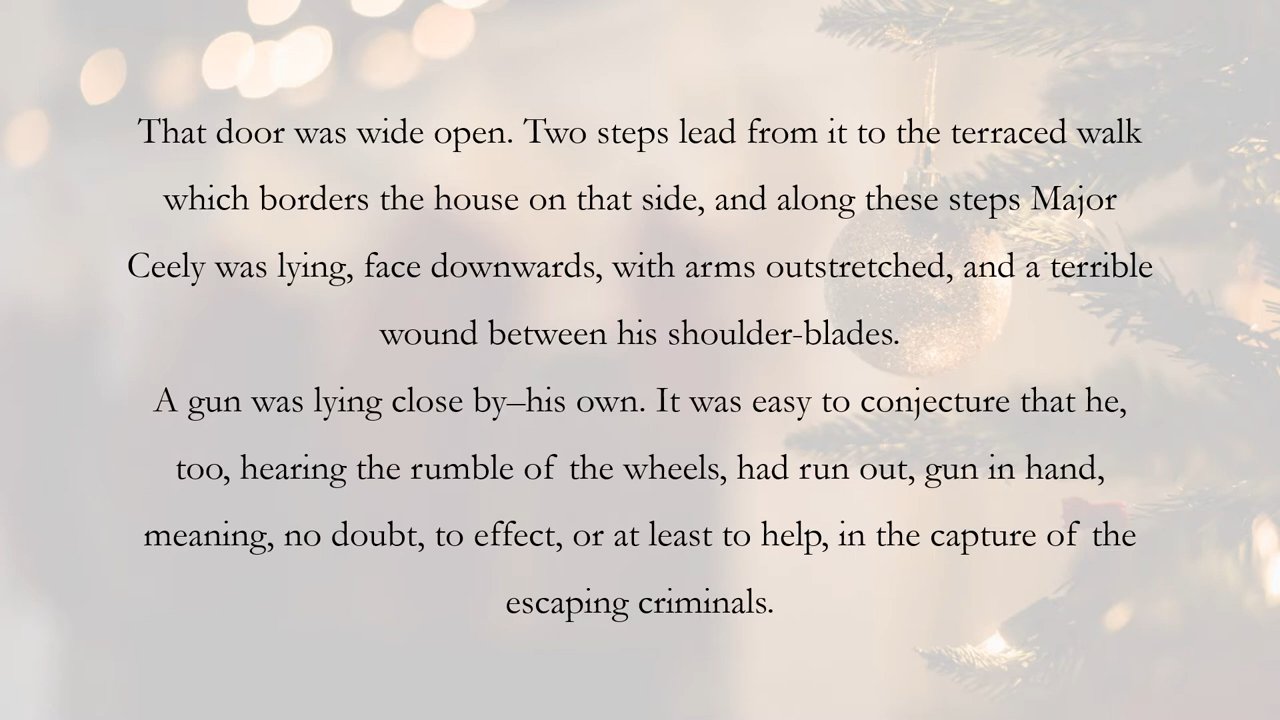 That door was wide open. Two steps lead from it to the terraced walk
which borders the house on that side, and along these steps Major
Ceely was lying, face downwards, with arms outstretched, and a terrible
wound between his shoulder-blades.
A gun was lying close by–his own. It was easy to conjecture that he,
too, hearing the rumble of the wheels, had run out, gun in hand,
meaning, no doubt, to effect, or at least to help, in the capture of the
escaping criminals.